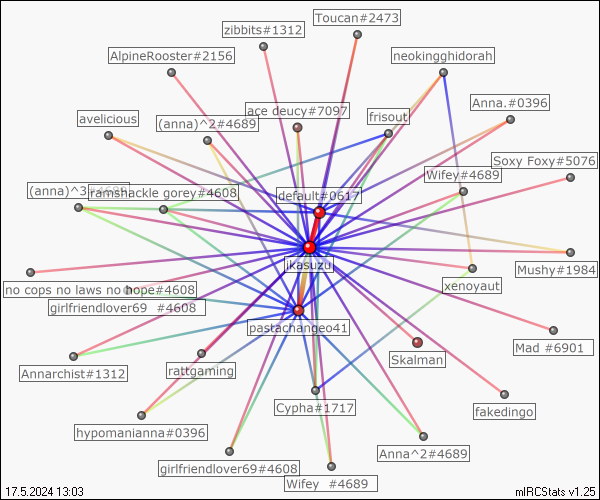 Toucan#2473
zibbits#1312
AlpineRooster#2156
neokingghidorah
Anna.#0396
ace deucy#7097
frisout
avelicious
(anna)^2#4689
Soxy Foxy#5076
Wifey#4689
(anna)^3#4689
ramshackle gorey#4608
default#0617
jkasuzu
Mushy#1984
xenoyaut
no cops no laws no hope#4608
girlfriendlover69 #4608
pastachangeo41
Mad #6901
Skalman
Annarchist#1312
rattgaming
Cypha#1717
fakedingo
hypomanianna#0396
Anna^2#4689
girlfriendlover69#4608
Wifey #4689
17.5.2024 13:03
mIRCStats v1.25